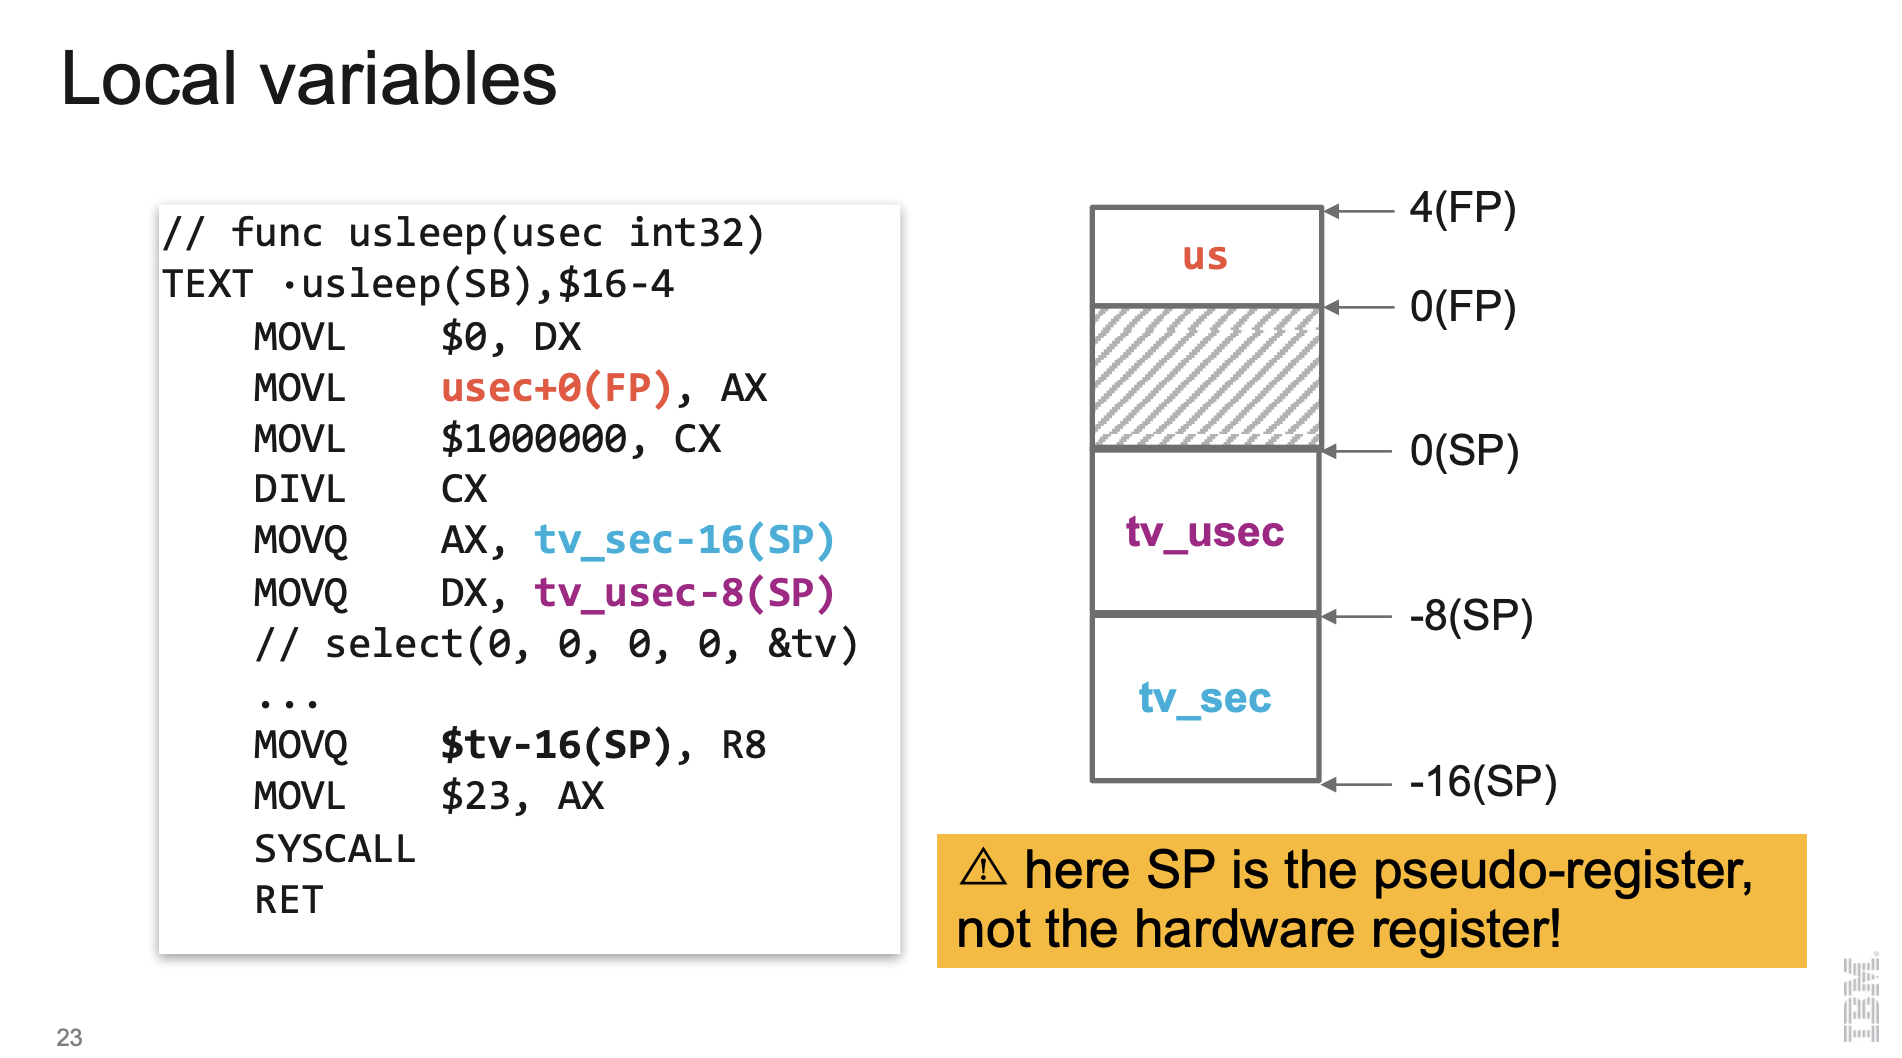 Local variables
// func usleep(usec int32)
TEXT ·usleep(SB),$16-4
MOVL $0, DX
MOVL usec+0(FP), AX
MOVL $1000000, CX
DIVL CX
MOVQ AX, tv_sec-16(SP)
MOVQ DX, tv_usec-8(SP)
// select(0, 0, 0, 0, &tv)
...
MOVQ $tv-16(SP), R8
MOVL $23, AX
SYSCALL
RET
4(FP)
us
0(FP)
0(SP)
tv_usec
-8(SP)
tv_sec
-16(SP)
⚠ here SP is the pseudo-register,
not the hardware register!
23
IBM